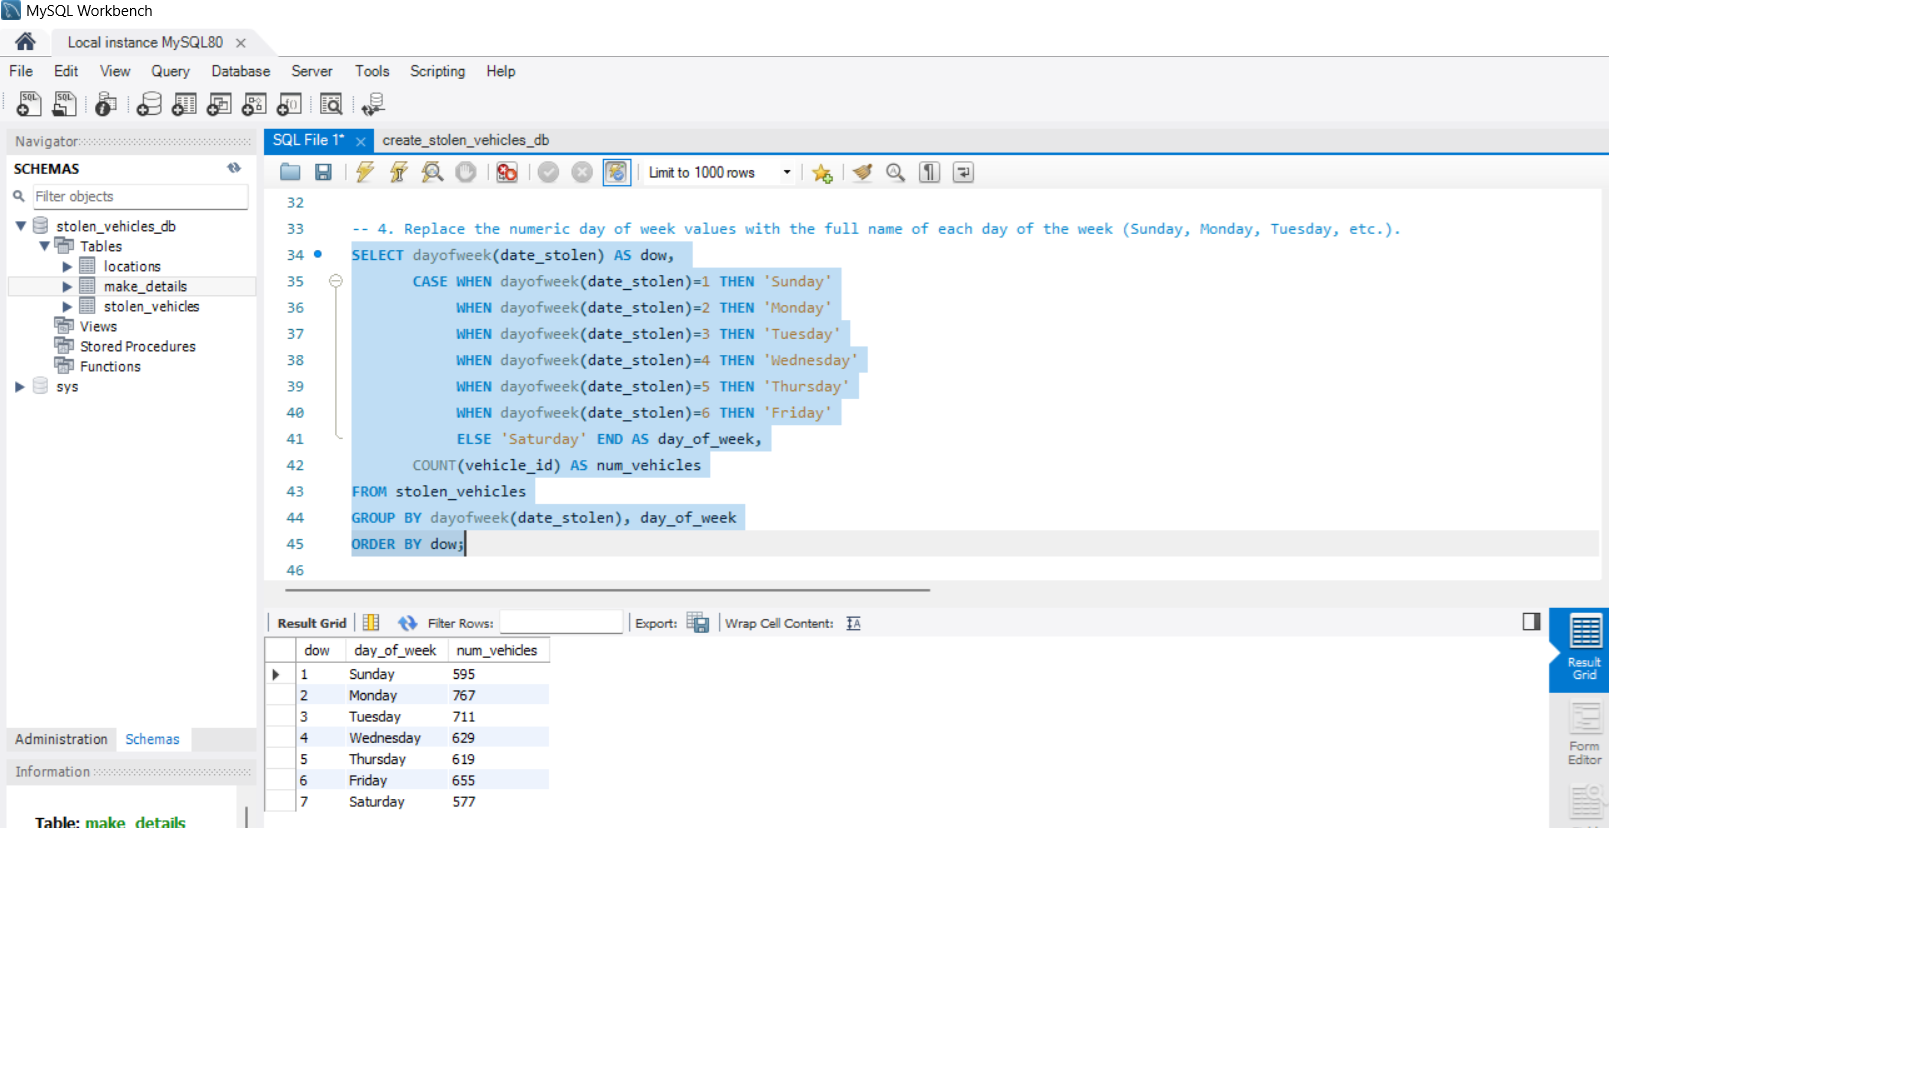 MySQL Workbench
Local instance MySQL80
File Edit View Query Database Server Tools Scripting Help
Navigator
SCHEMAS
Filter objects
stolen_vehicles_db
Tables
locations
make_details
stolen_vehicles
Views
Stored Procedures
Functions
sys
Administration Schemas
Information
Table: make_details
SQL File 1* create_stolen_vehicles_db
Limit to 1000 rows
32
33 -- 4. Replace the numeric day of week values with the full name of each day of the week (Sunday, Monday, Tuesday, etc.).
34 SELECT dayofweek(date_stolen) AS dow,
35 CASE WHEN dayofweek(date_stolen)=1 THEN 'Sunday'
36 WHEN dayofweek(date_stolen)=2 THEN 'Monday'
37 WHEN dayofweek(date_stolen)=3 THEN 'Tuesday'
38 WHEN dayofweek(date_stolen)=4 THEN 'Wednesday'
39 WHEN dayofweek(date_stolen)=5 THEN 'Thursday'
40 WHEN dayofweek(date_stolen)=6 THEN 'Friday'
41 ELSE 'Saturday' END AS day_of_week,
42 COUNT(vehicle_id) AS num_vehicles
43 FROM stolen_vehicles
44 GROUP BY dayofweek(date_stolen), day_of_week
45 ORDER BY dow;
46
Result Grid Filter Rows: Export: Wrap Cell Content:
dow day_of_week num_vehicles
1 Sunday 595
2 Monday 767
3 Tuesday 711
4 Wednesday 629
5 Thursday 619
6 Friday 655
7 Saturday 577
Result
Grid
Form
Editor